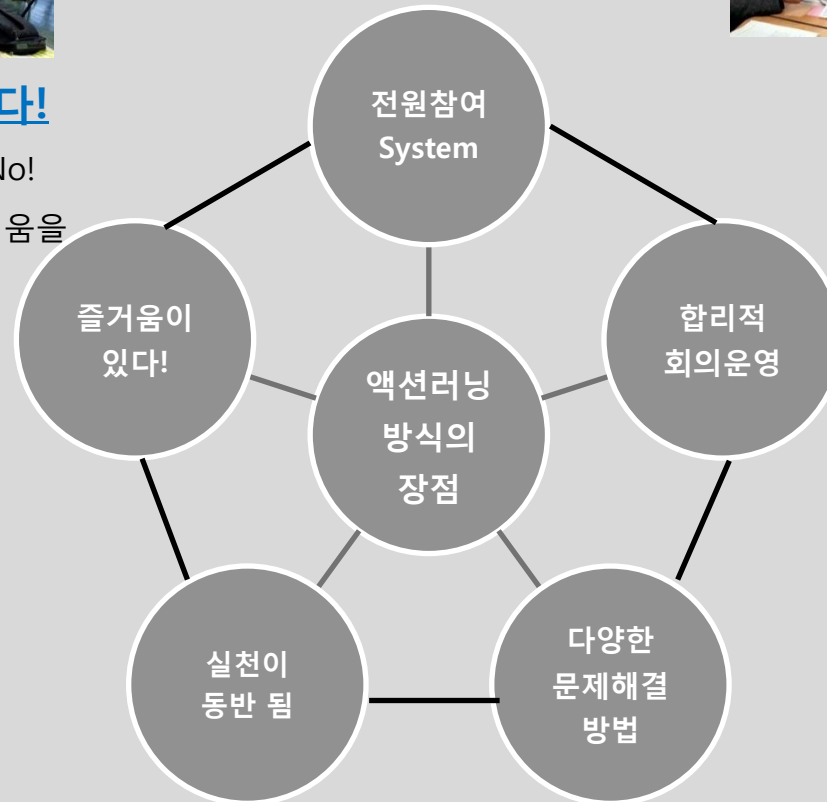 다!
No!
움을
전원참여
System
즐거움이
있다!
합리적
회의운영
액션러닝
방식의
장점
실천이
동반 됨
다양한
문제해결
방법